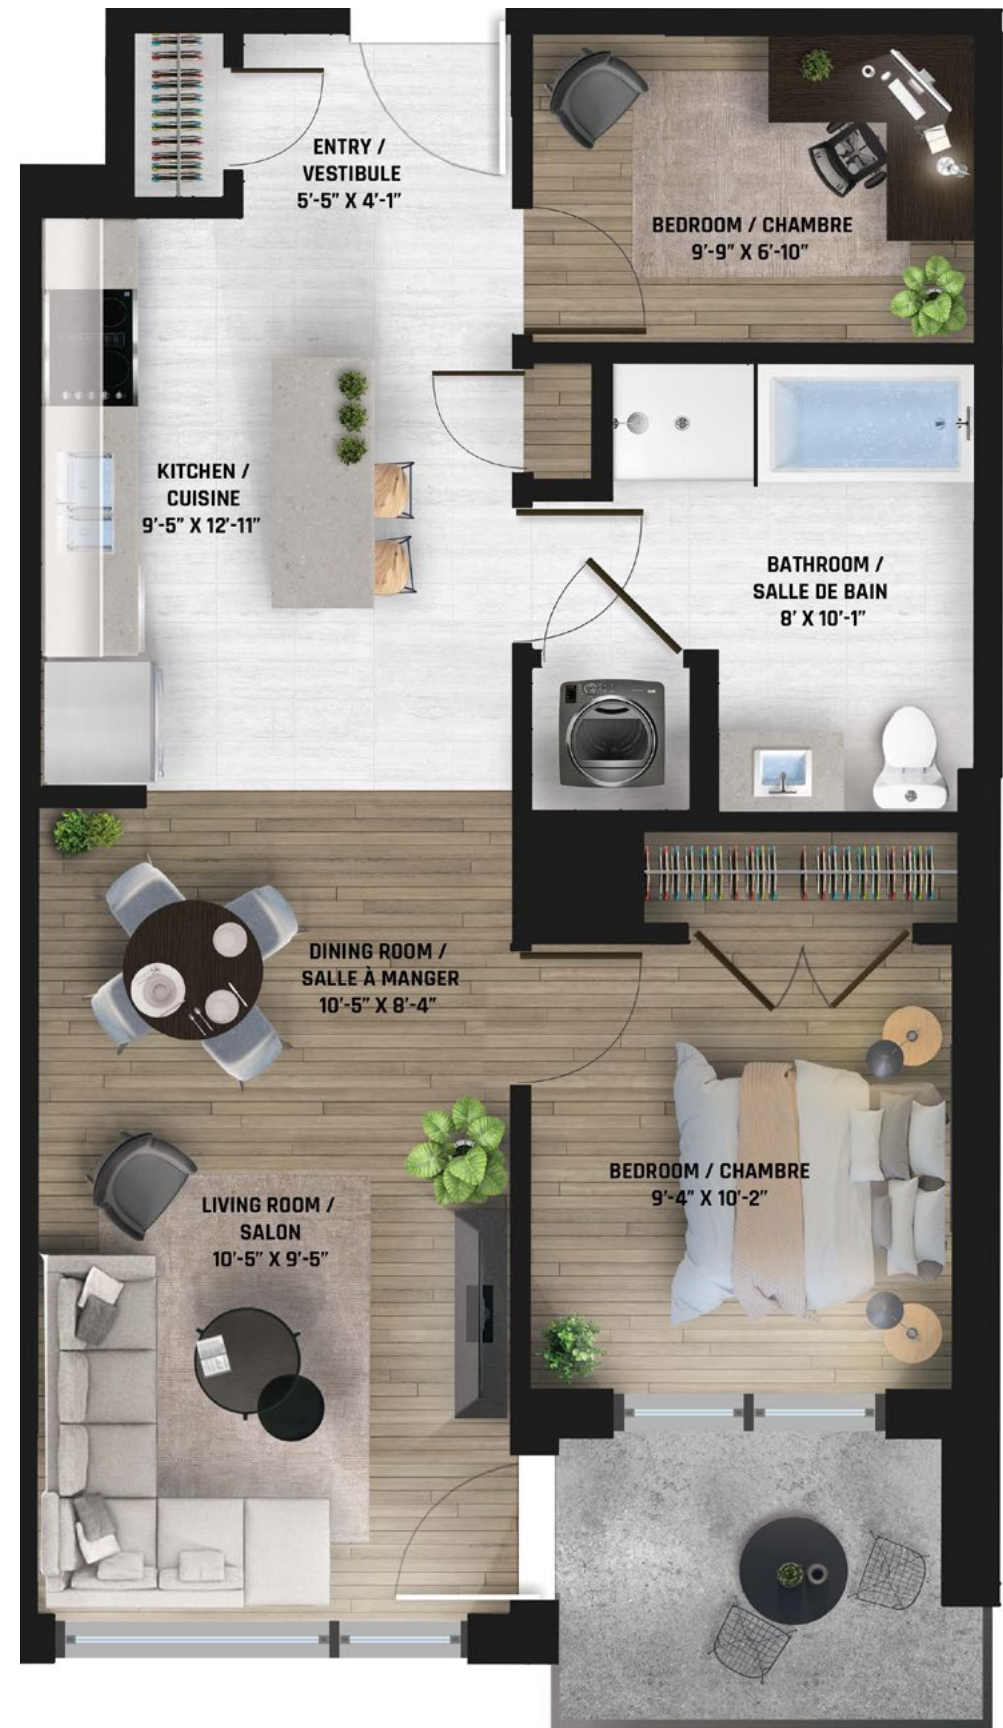 ENTRY /
VESTIBULE
5'-5" X 4'-1"
BEDROOM / CHAMBRE
9'-9" X 6'-10"
KITCHEN /
CUISINE
9'-5" X 12'-11"
BATHROOM /
SALLE DE BAIN
8' X 10'-1"
DINING ROOM /
SALLE À MANGER
10'-5" X 8'-4"
BEDROOM / CHAMBRE
9'-4" X 10'-2"
LIVING ROOM /
SALON
10'-5" X 9'-5"